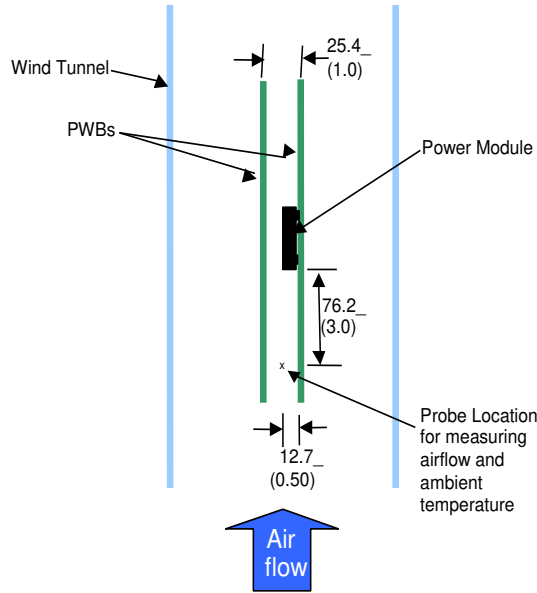 25.4_
(1.0)
Wind Tunnel
PWBs
Power Module
76.2_
(3.0)
x
Probe Location
for measuring
airflow and
ambient
temperature
12.7_
(0.50)
Air
flow